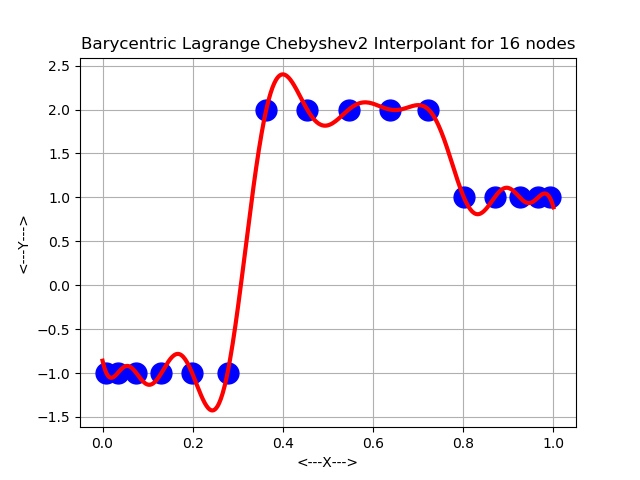 Barycentric Lagrange Chebyshev2 Interpolant for 16 nodes
2.5
2.0
1.5
1.0
0.5
0.0
−0.5
−1.0
−1.5
<---Y--->
0.0 0.2 0.4 0.6 0.8 1.0
<---X--->